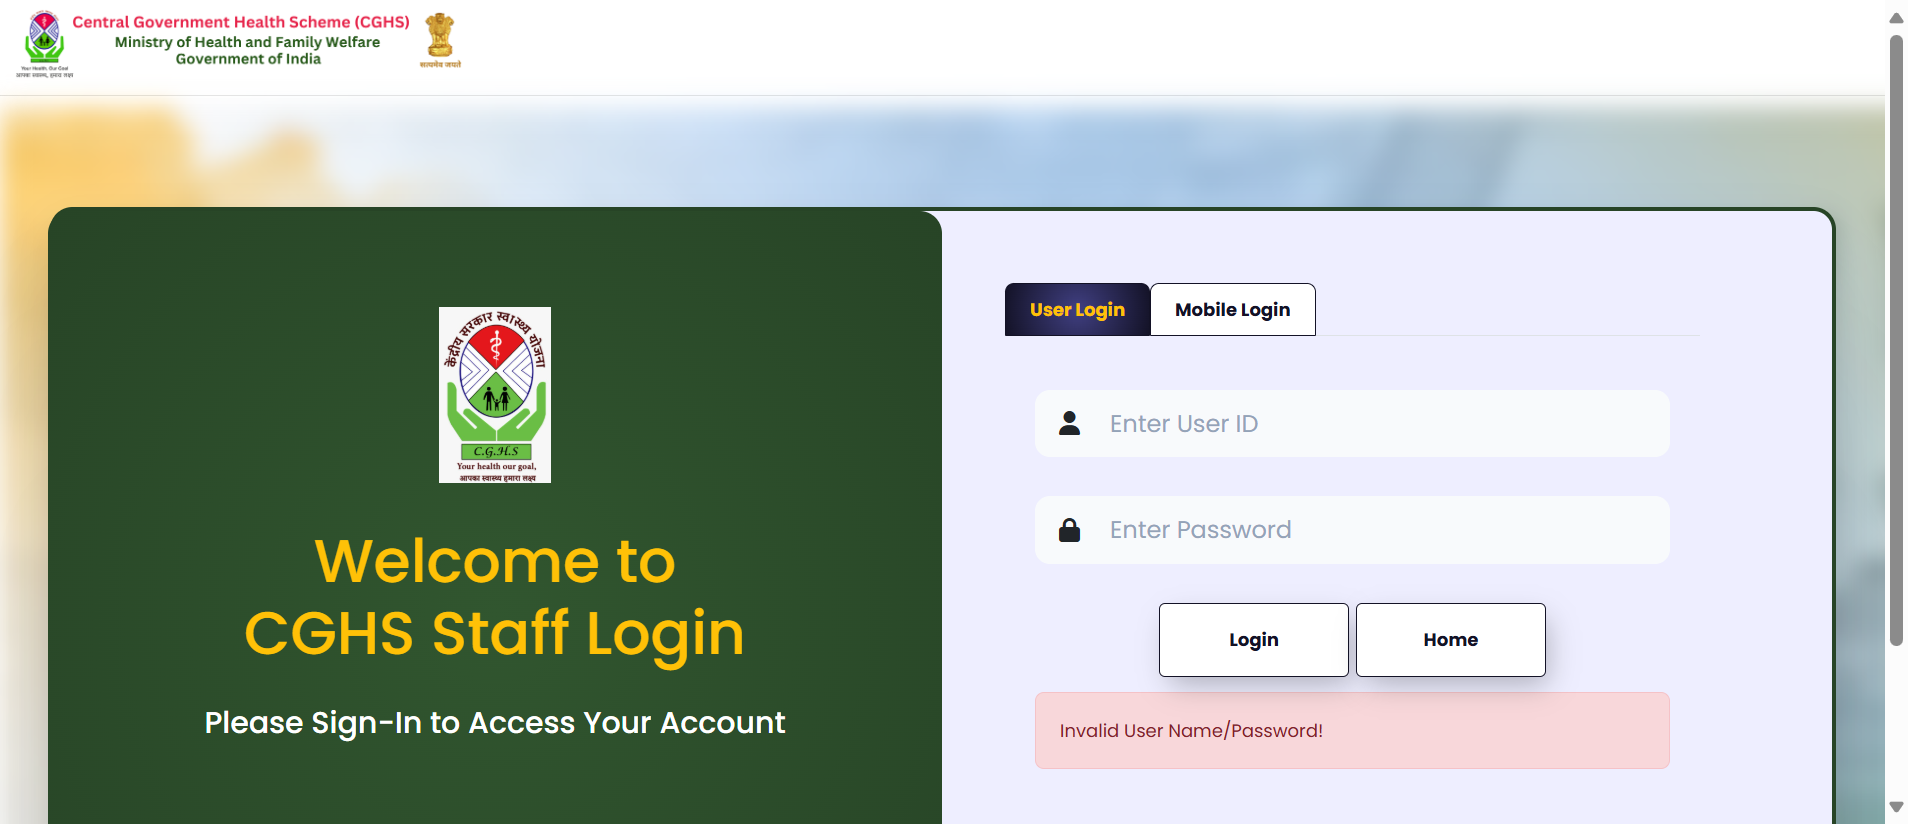 Central Government Health Scheme (CGHS)
Ministry of Health and Family Welfare
Government of India
Your Health, Our Goal
आपका स्वास्थ्य, हमारा लक्ष्य
सत्यमेव जयते
केंद्रीय सरकार स्वास्थ्य योजना
C.G.H.S
Your health our goal,
आपका स्वास्थ्य हमारा लक्ष्य
Welcome to
CGHS Staff Login
Please Sign-In to Access Your Account
User Login
Mobile Login
Enter User ID
Enter Password
Login
Home
Invalid User Name/Password!